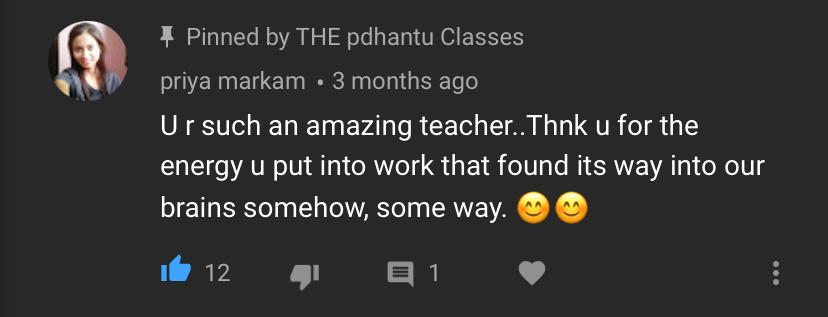 Pinned by THE pdhantu Classes
priya markam • 3 months ago
U r such an amazing teacher..Thnk u for the
energy u put into work that found its way into our
brains somehow, some way. 😊😊
12 1